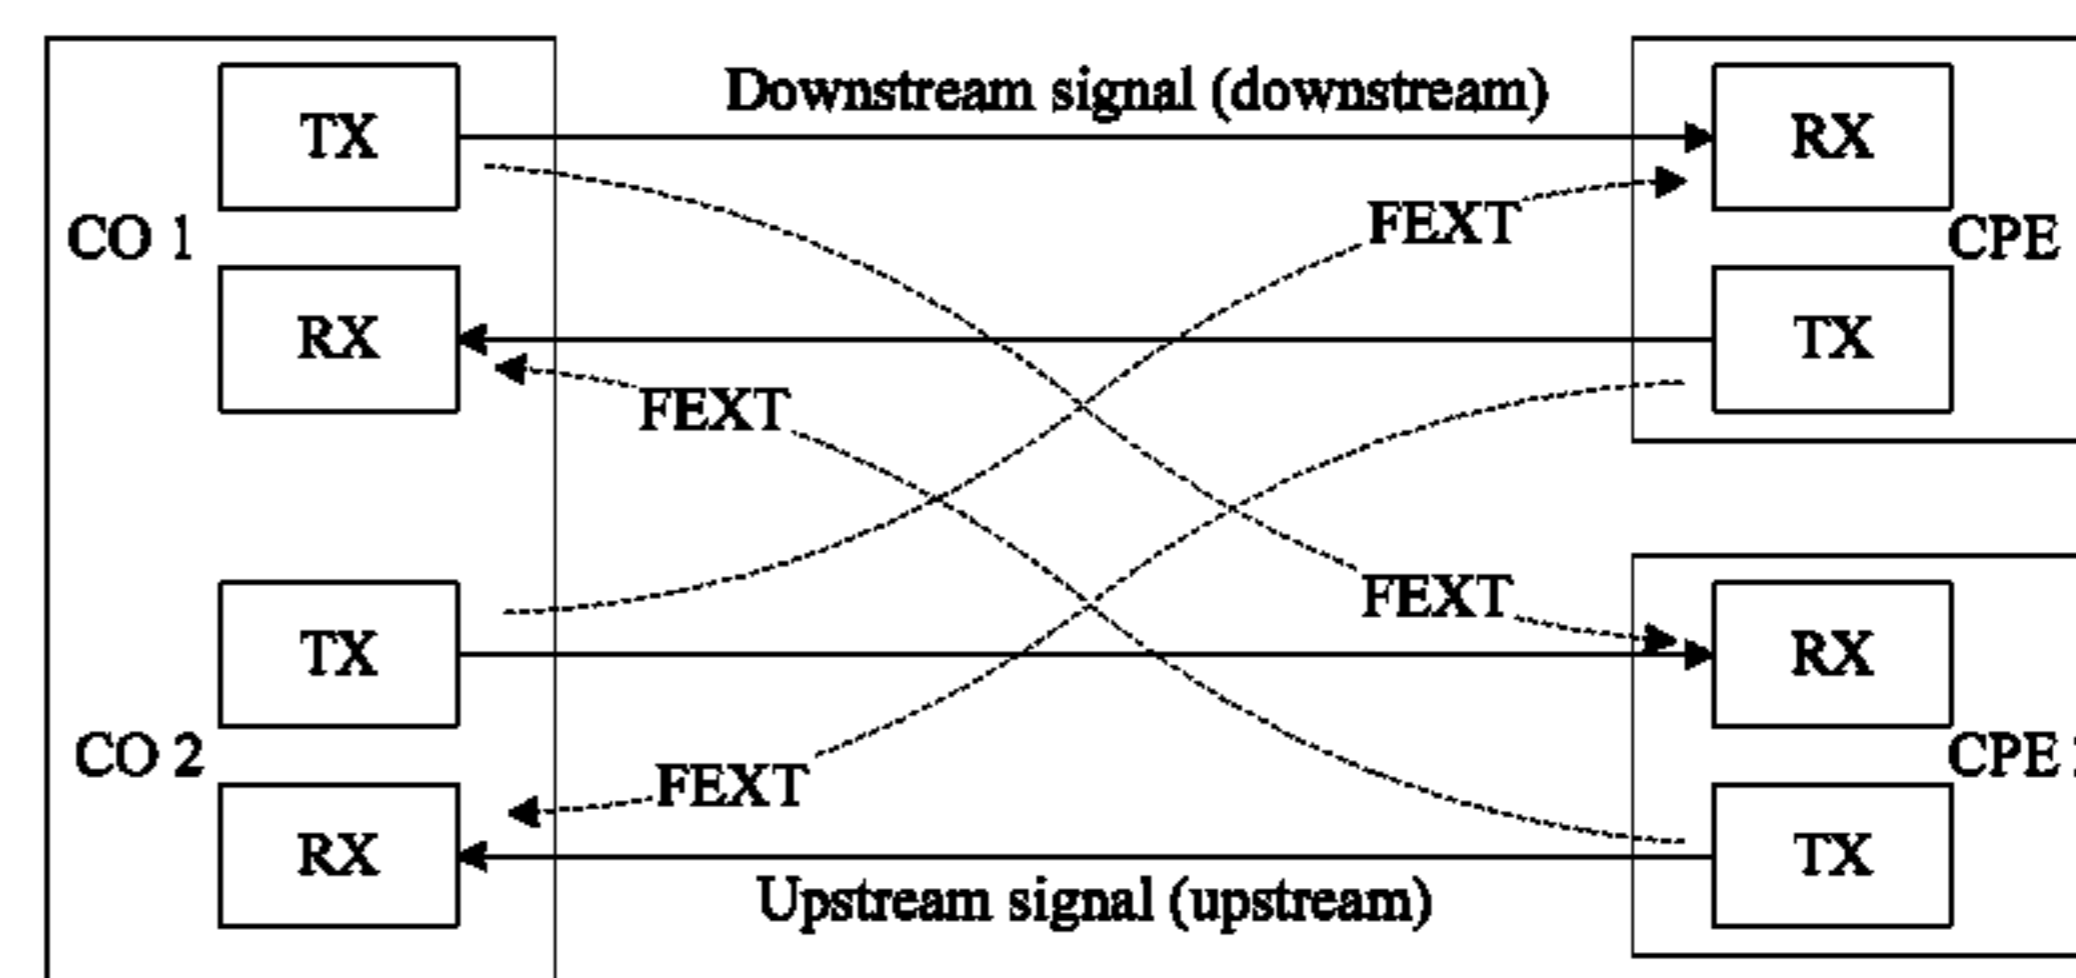 TX
Downstream signal (downstream)
RX
CO 1
FEXT
CPE
RX
TX
FEXT
TX
FEXT
RX
CO 2
CPE
FEXT
RX
TX
Upstream signal (upstream)